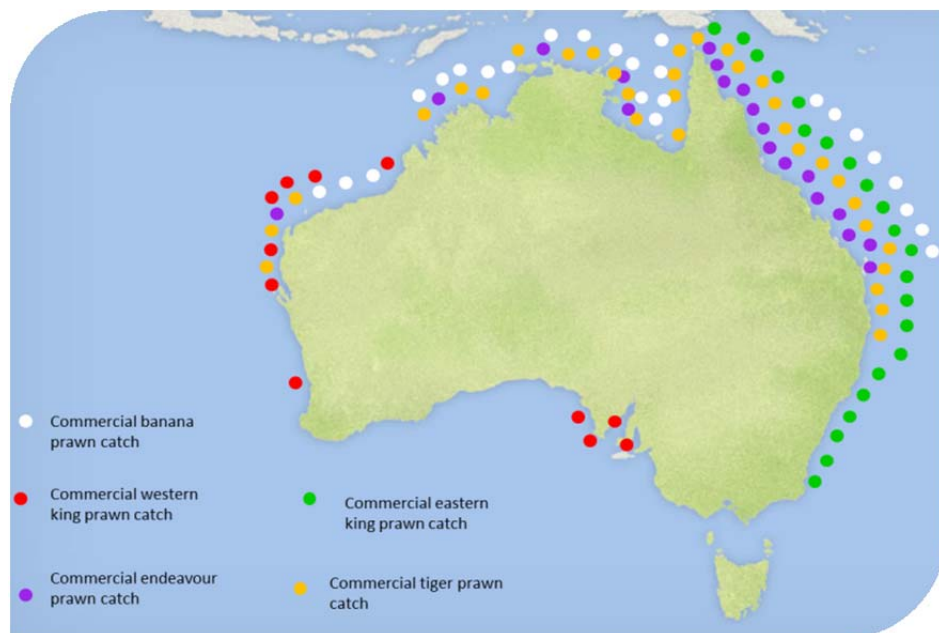 Commercial banana
prawn catch
Commercial western
king prawn catch
Commercial eastern
king prawn catch
Commercial endeavour
prawn catch
Commercial tiger prawn
catch